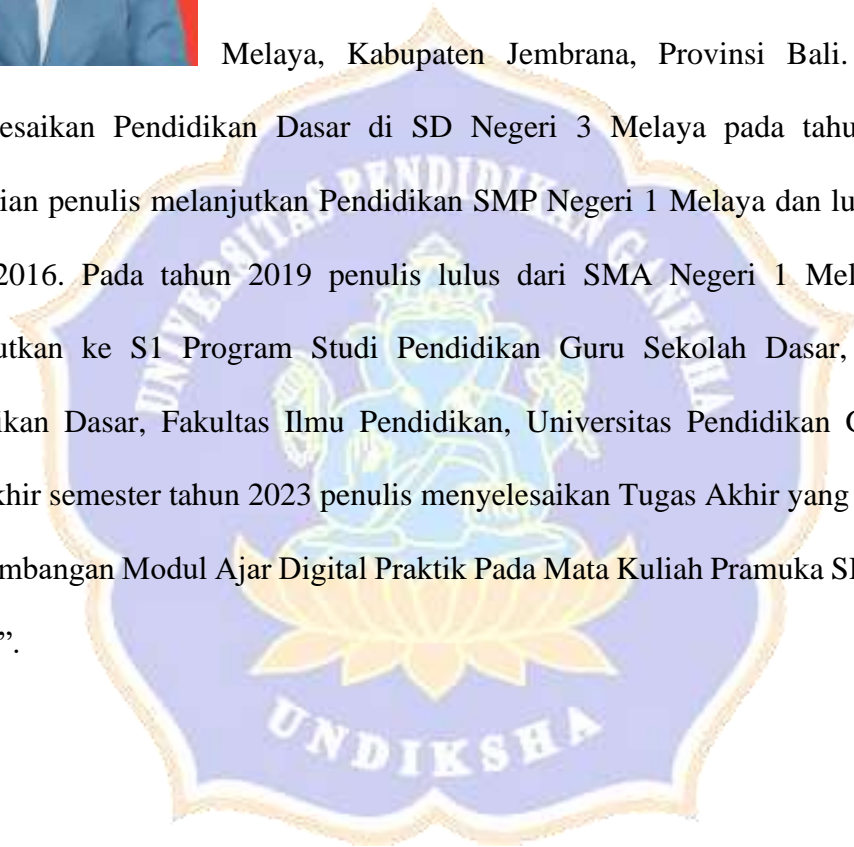 Melaya, Kabupaten Jembrana, Provinsi Bali.
esaikan Pendidikan Dasar di SD Negeri 3 Melaya pada tahu
ian penulis melanjutkan Pendidikan SMP Negeri 1 Melaya dan lu
2016. Pada tahun 2019 penulis lulus dari SMA Negeri 1 Mel
utkan ke S1 Program Studi Pendidikan Guru Sekolah Dasar,
ikan Dasar, Fakultas Ilmu Pendidikan, Universitas Pendidikan
khir semester tahun 2023 penulis menyelesaikan Tugas Akhir yang
mbangan Modul Ajar Digital Praktik Pada Mata Kuliah Pramuka
”.
UNIVERSITAS PENDIDIKAN GANESHA
UNDIKSHA